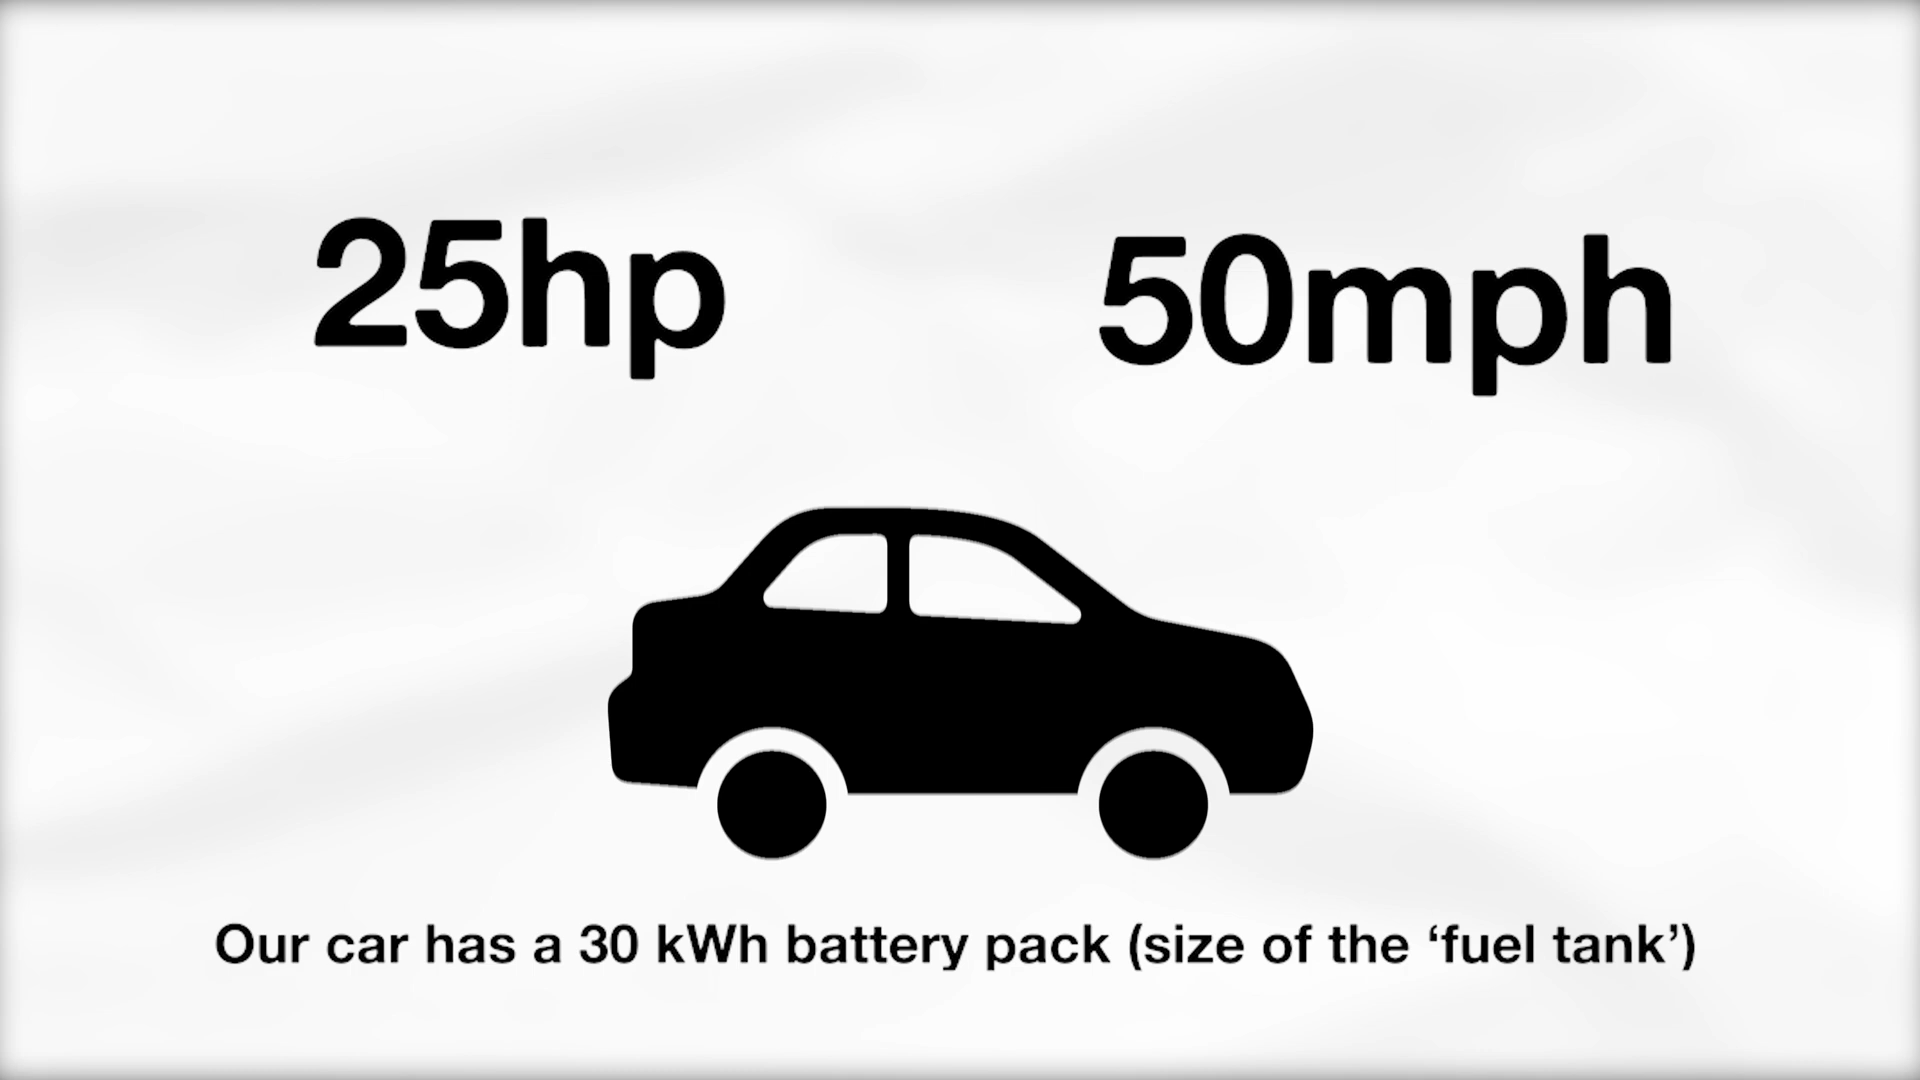 25hp
50mph
Our car has a 30 kWh battery pack (size of the ‘fuel tank’)